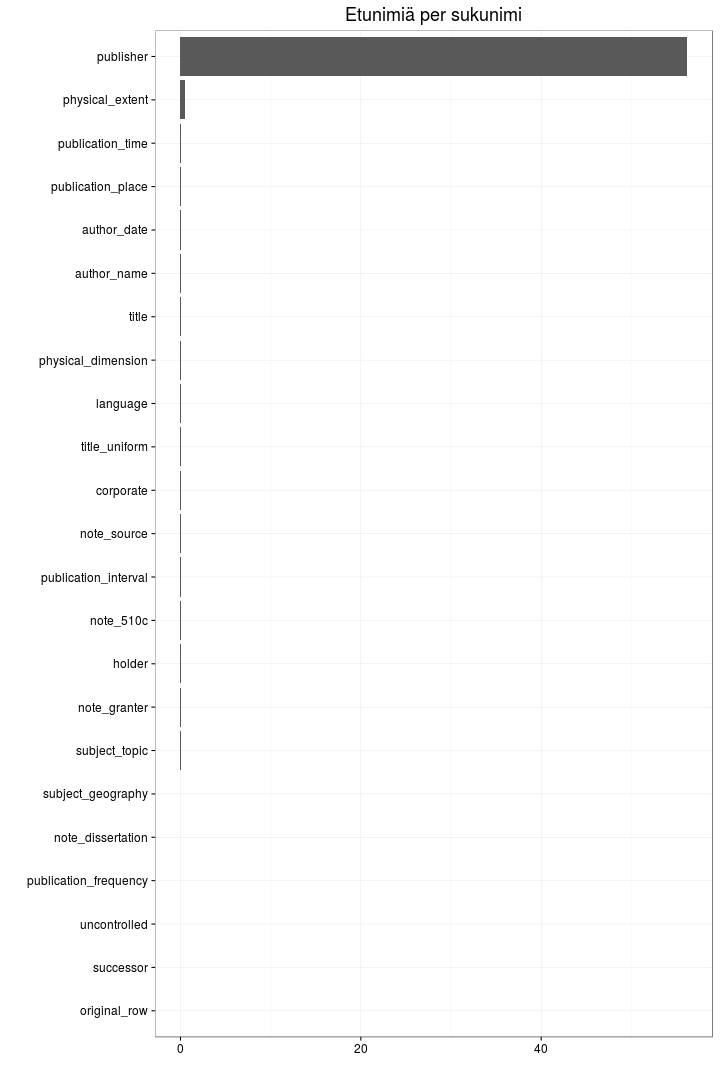 Etunimiä per sukunimi
publisher
physical_extent
publication_time
publication_place
author_date
author_name
title
physical_dimension
language
title_uniform
corporate
note_source
publication_interval
note_510c
holder
note_granter
subject_topic
subject_geography
note_dissertation
publication_frequency
uncontrolled
successor
original_row
0 20 40